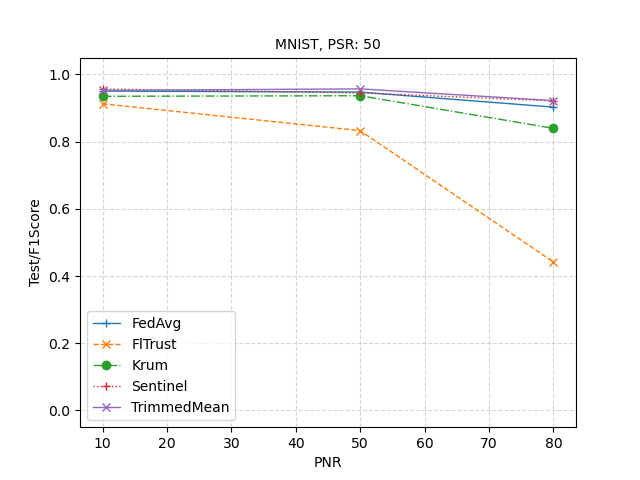 MNIST, PSR: 50
Test/F1Score
1.0
0.8
0.6
0.4
0.2
0.0
FedAvg
FlTrust
Krum
Sentinel
TrimmedMean
10 20 30 40 50 60 70 80
PNR